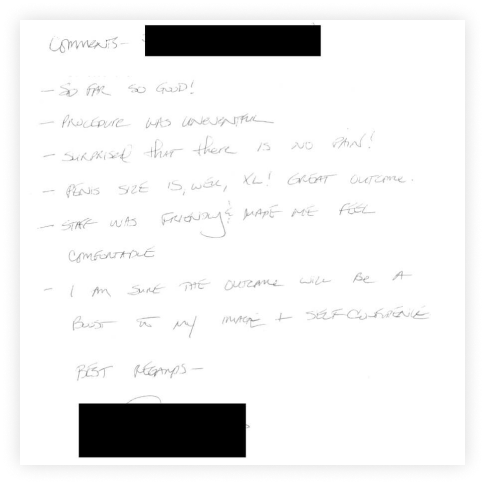 COMMENTS-
- SO FAR SO GOOD!
- PROCEDURE WAS UNEVENTFUL
- SURPRISED that there IS NO PAIN!
- PENIS SIZE IS, WELL, XL! GREAT OUTCOME.
- STAFF WAS FRIENDLY & MADE ME FEEL
COMFORTABLE
- I AM SURE THE OUTCOME WILL BE A
BOOST TO MY IMAGE + SELF CONFIDENCE
BEST REGARDS-